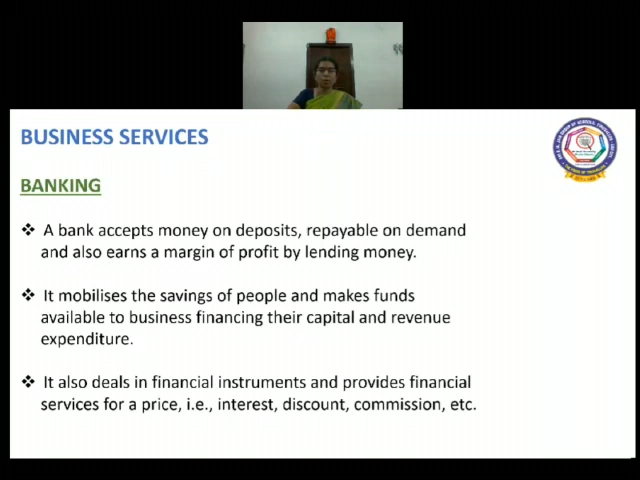 BUSINESS SERVICES
BANKING
❖ A bank accepts money on deposits, repayable on demand
and also earns a margin of profit by lending money.
❖ It mobilises the savings of people and makes funds
available to business financing their capital and revenue
expenditure.
❖ It also deals in financial instruments and provides financial
services for a price, i.e., interest, discount, commission, etc.